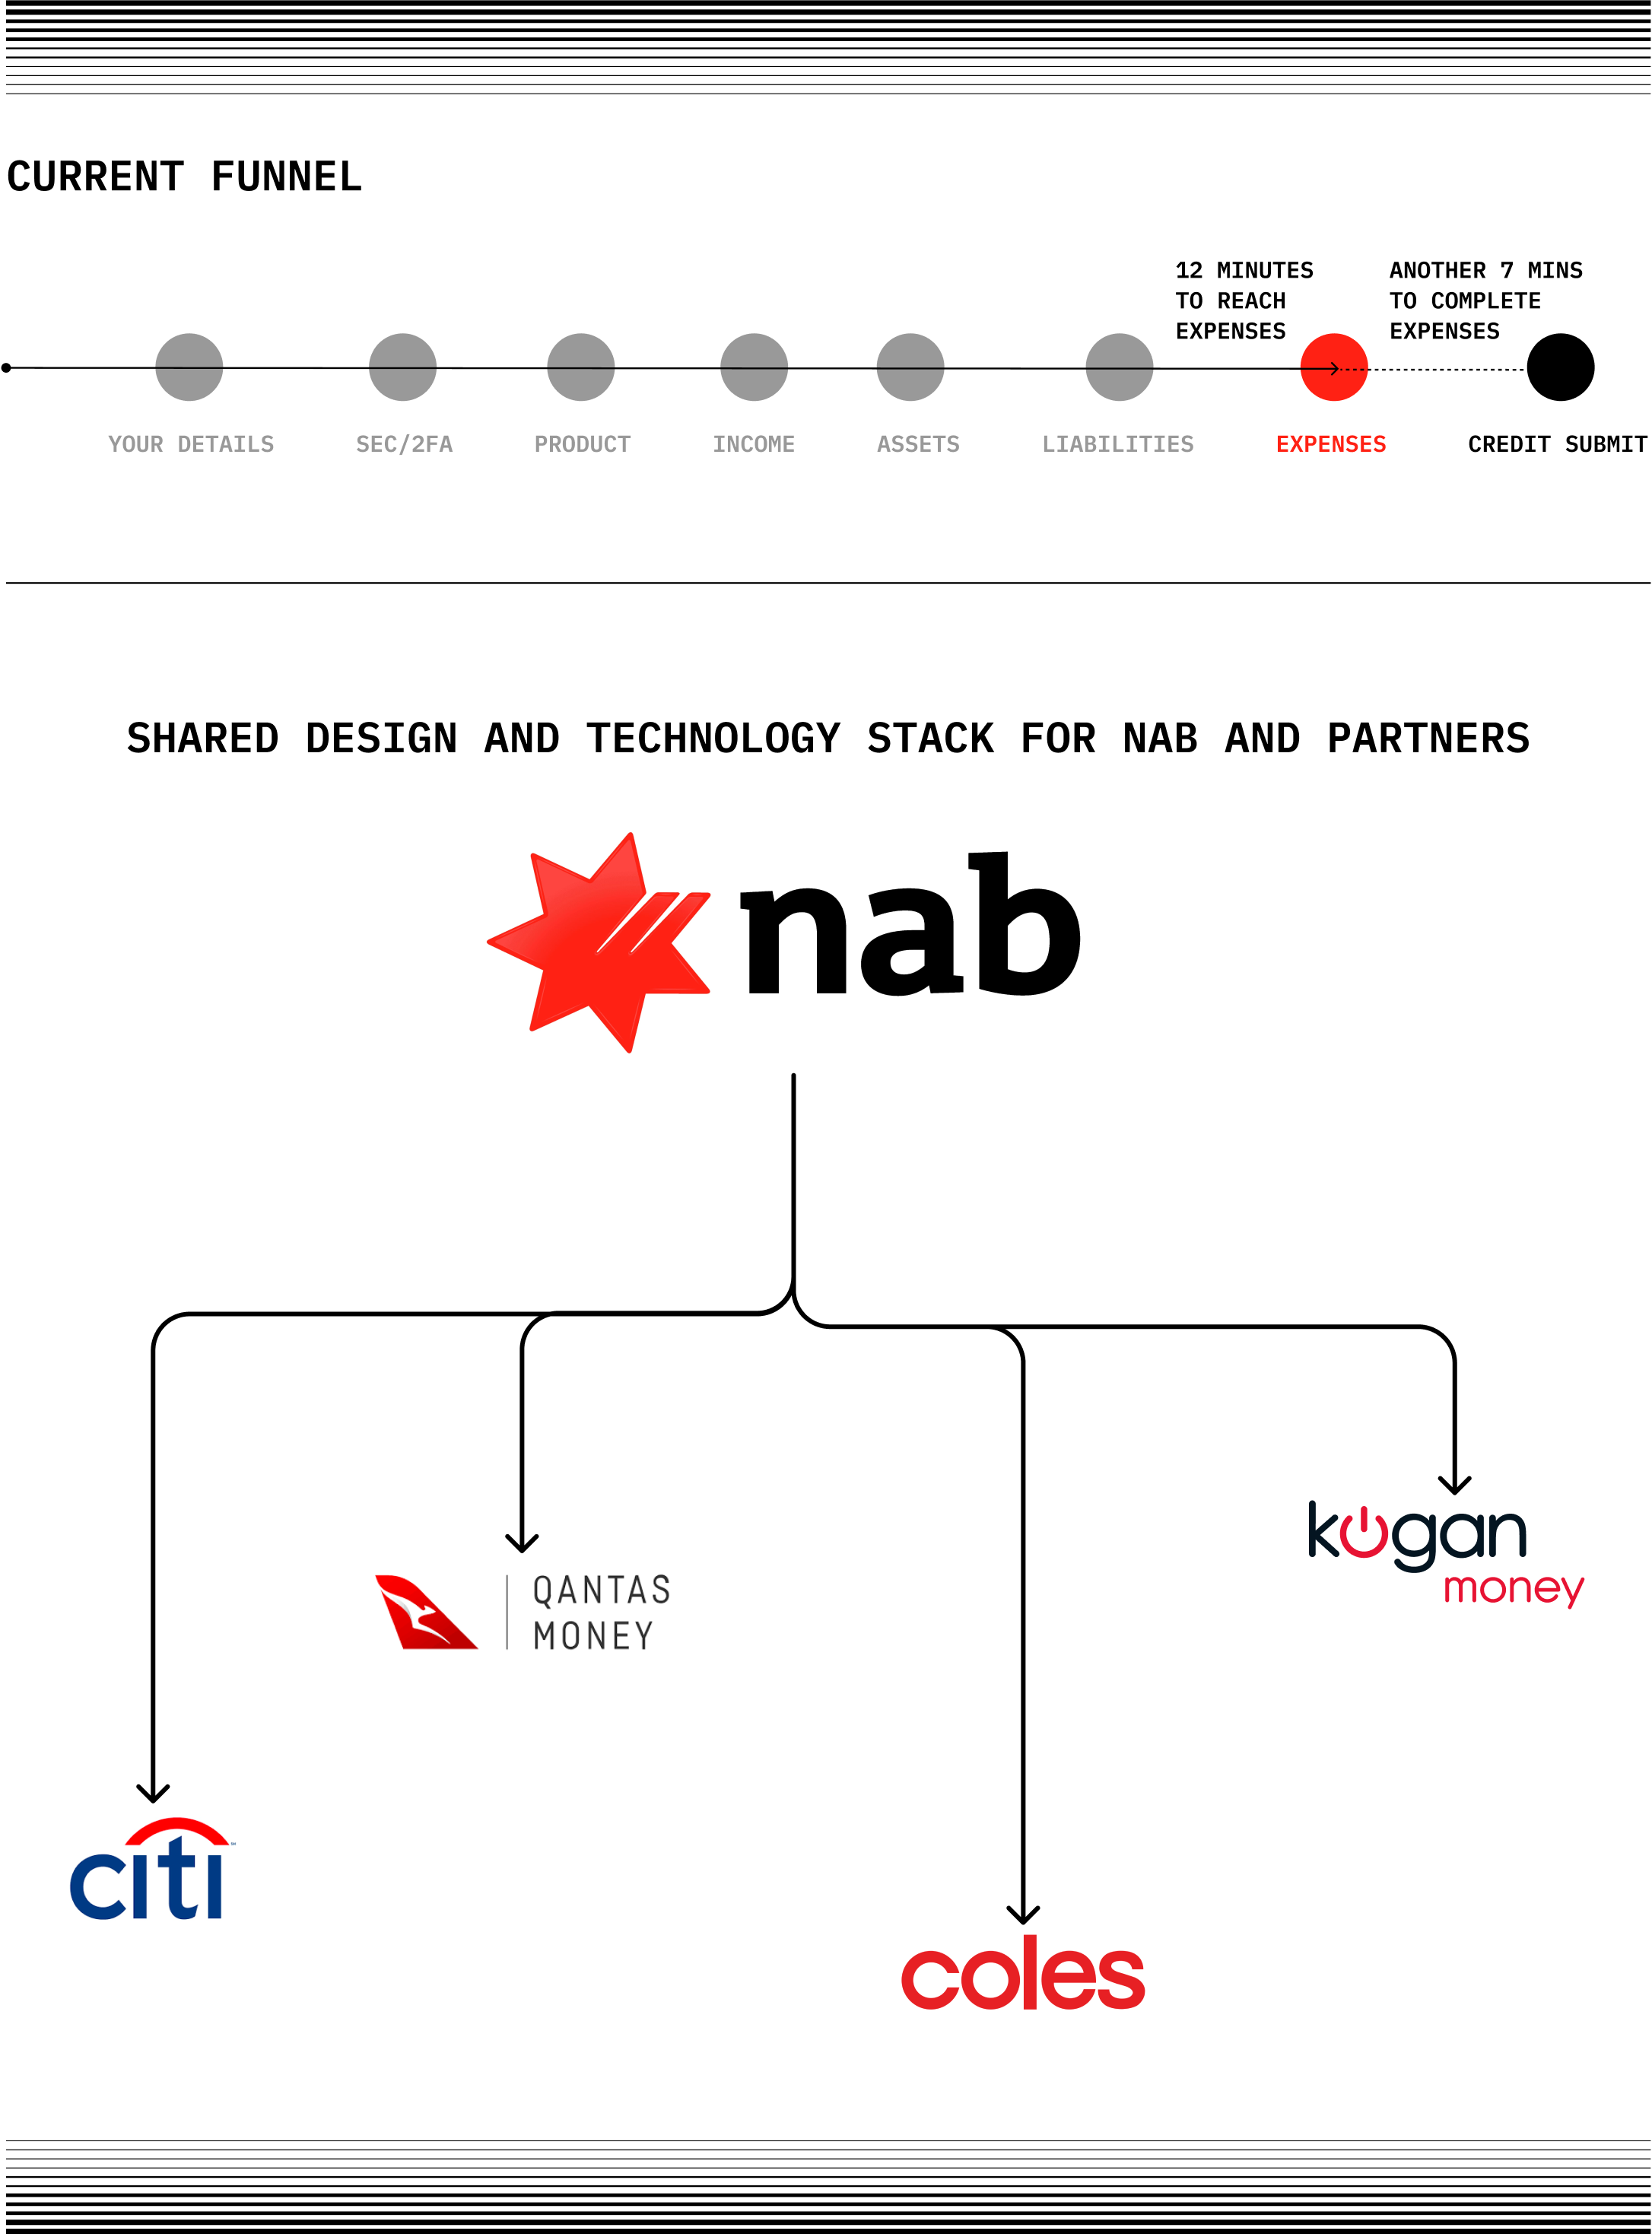 CURRENT FUNNEL
12 MINUTES
TO REACH
EXPENSES
ANOTHER 7 MINS
TO COMPLETE
EXPENSES
YOUR DETAILS
SEC/2FA
PRODUCT
INCOME
ASSETS
LIABILITIES
EXPENSES
CREDIT SUBMIT
SHARED DESIGN AND TECHNOLOGY STACK FOR NAB AND PARTNERS
nab
kogan
money
QANTAS
MONEY
citi
coles